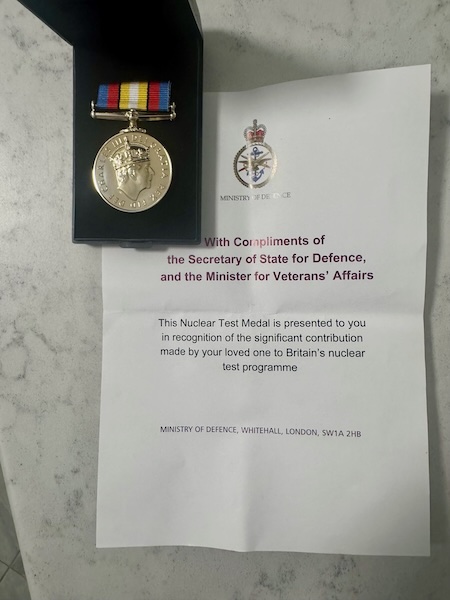 MINISTRY OF DEFENCE
With Compliments of
the Secretary of State for Defence,
and the Minister for Veterans' Affairs
This Nuclear Test Medal is presented to you
in recognition of the significant contribution
made by your loved one to Britain's nuclear
test programme
MINISTRY OF DEFENCE, WHITEHALL, LONDON, SW1A 2HB